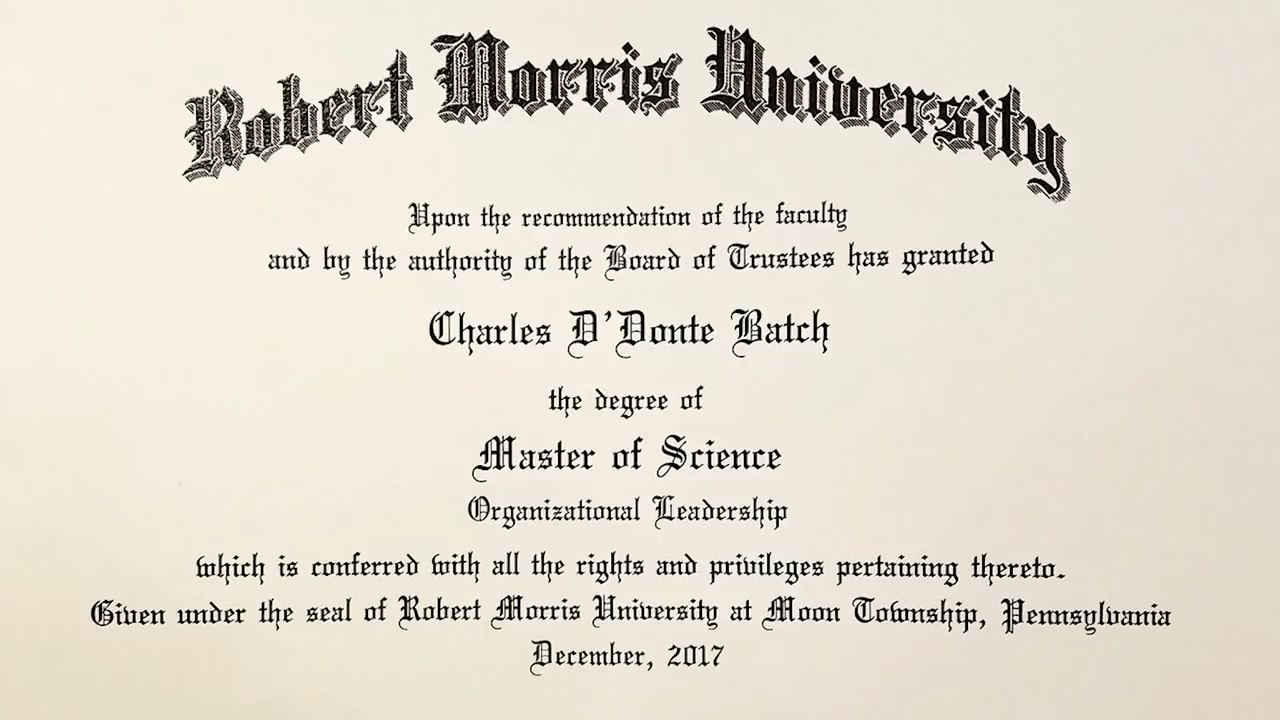 Robert Morris University
Upon the recommendation of the faculty
and by the authority of the Board of Trustees has granted
Charles D'Donte Batch
the degree of
Master of Science
Organizational Leadership
which is conferred with all the rights and privileges pertaining thereto.
Given under the seal of Robert Morris University at Moon Township, Pennsylvania
December, 2017